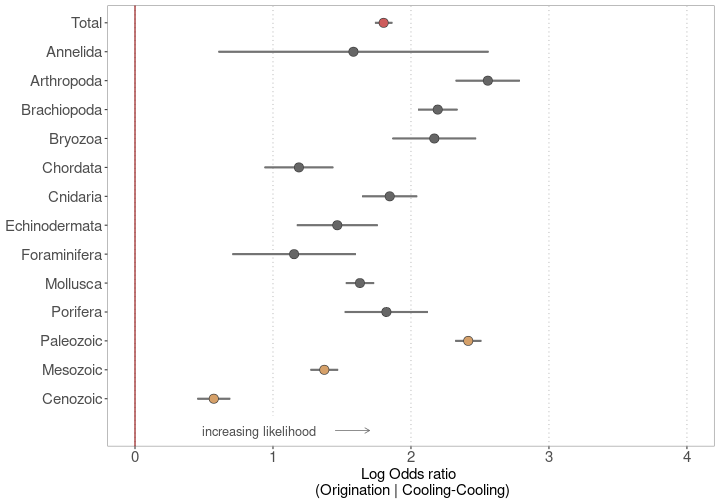 Total
Annelida
Arthropoda
Brachiopoda
Bryozoa
Chordata
Cnidaria
Echinodermata
Foraminifera
Mollusca
Porifera
Paleozoic
Mesozoic
Cenozoic
increasing likelihood
0 1 2 3 4
Log Odds ratio
(Origination | Cooling-Cooling)